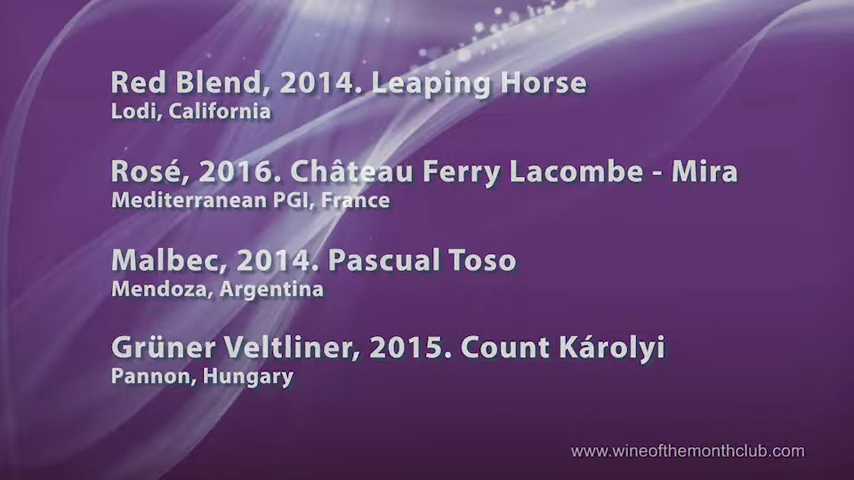 Red Blend, 2014. Leaping Horse
Lodi, California
Rosé, 2016. Château Ferry Lacombe - Mira
Mediterranean PGI, France
Malbec, 2014. Pascual Toso
Mendoza, Argentina
Grüner Veltliner, 2015. Count Károlyi
Pannon, Hungary
www.wineofthemonthclub.com